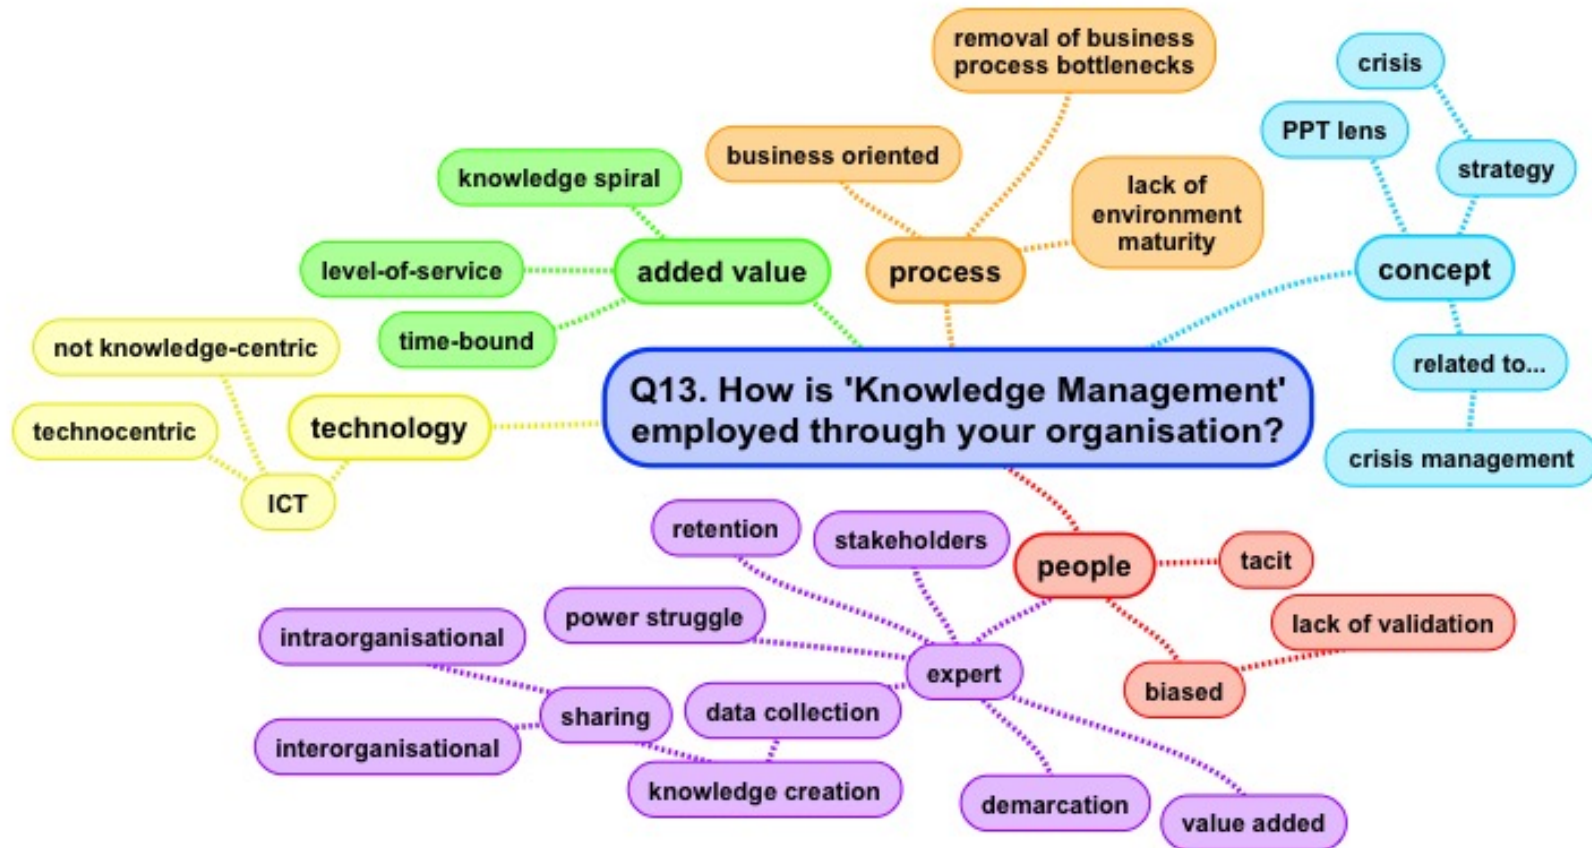 removal of business
process bottlenecks
crisis
PPT lens
business oriented
strategy
knowledge spiral
lack of
environment
maturity
added value
process
concept
level-of-service
time-bound
not knowledge-centric
related to...
Q13. How is 'Knowledge Management'
employed through your organisation?
technocentric
technology
crisis management
ICT
retention
stakeholders
people
tacit
power struggle
lack of validation
intraorganisational
expert
biased
sharing
data collection
interorganisational
knowledge creation
demarcation
value added